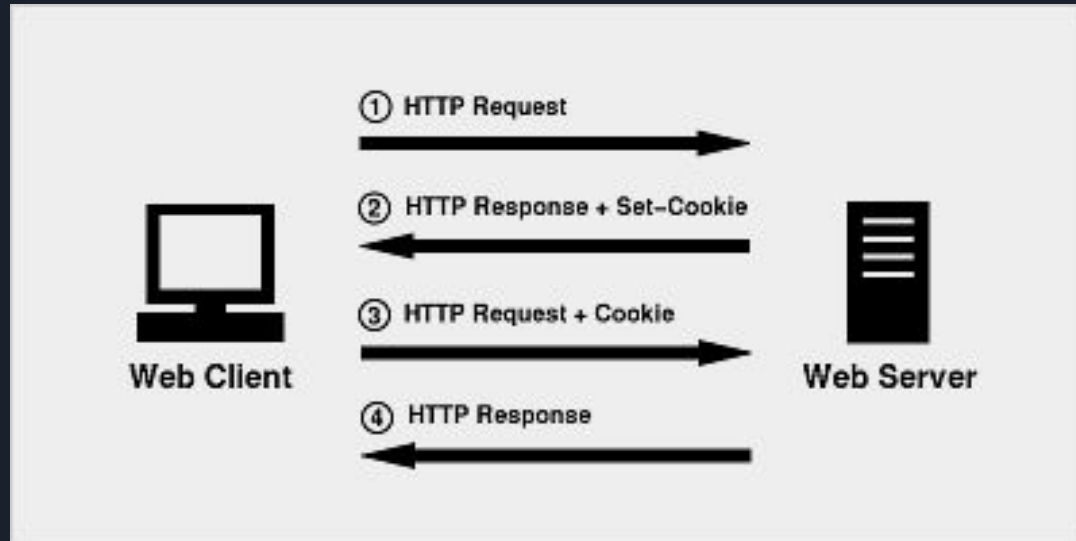 ① HTTP Request
② HTTP Response + Set-Cookie
③ HTTP Request + Cookie
④ HTTP Response
Web Client
Web Server